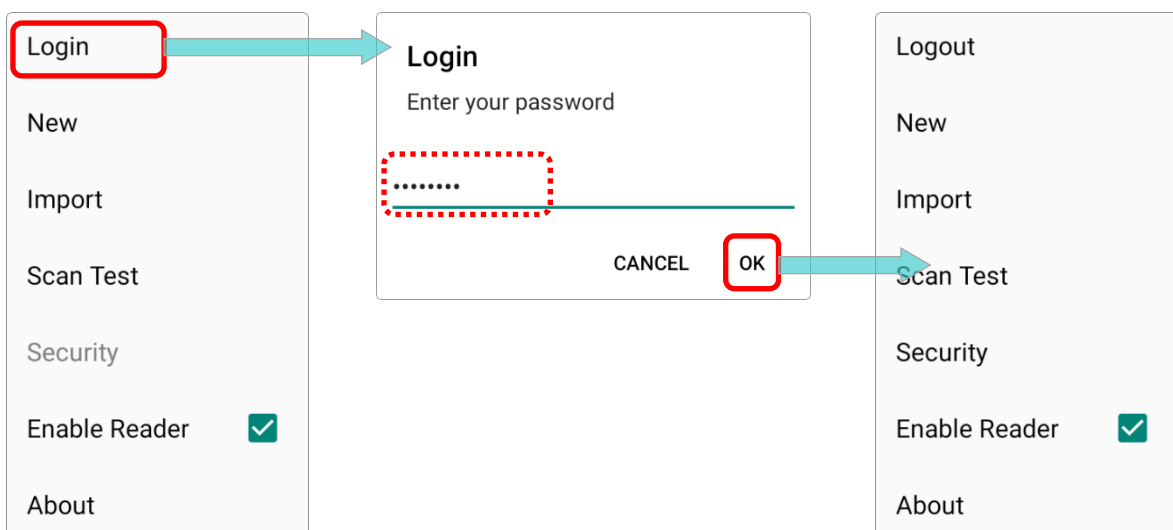 Login
New
Import
Scan Test
Security
Enable Reader
About
Login
Enter your password
••••••••
CANCEL OK
Logout
New
Import
Scan Test
Security
Enable Reader
About